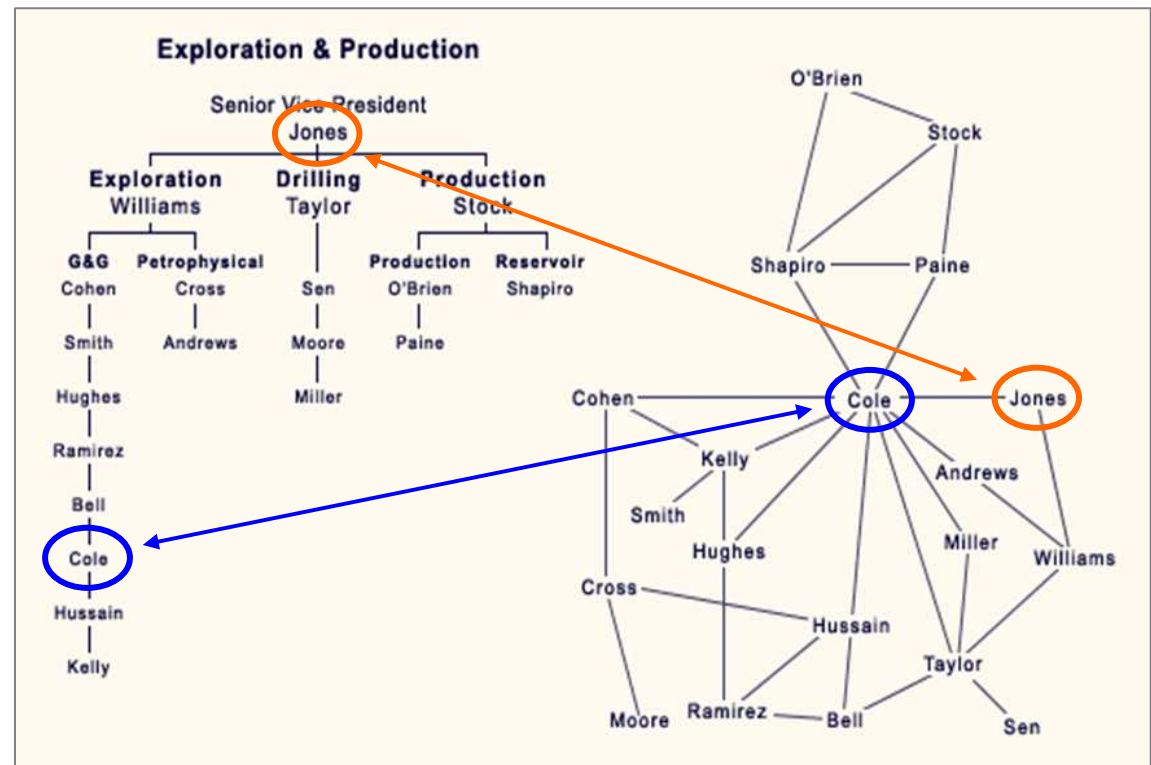 Exploration & Production
Senior Vice President
Jones
Exploration Drilling Production
Williams Taylor Stock
G&G Petrophysical Production Reservoir
Cohen Cross Sen O'Brien Shapiro
Smith Andrews Moore Paine
Hughes Miller
Ramirez
Bell
Cole
Hussain
Kelly
O'Brien
Stock
Shapiro Paine
Cohen Cole Jones
Kelly Andrews
Smith
Hughes Miller Williams
Cross
Hussain
Taylor
Moore Ramirez Bell Sen